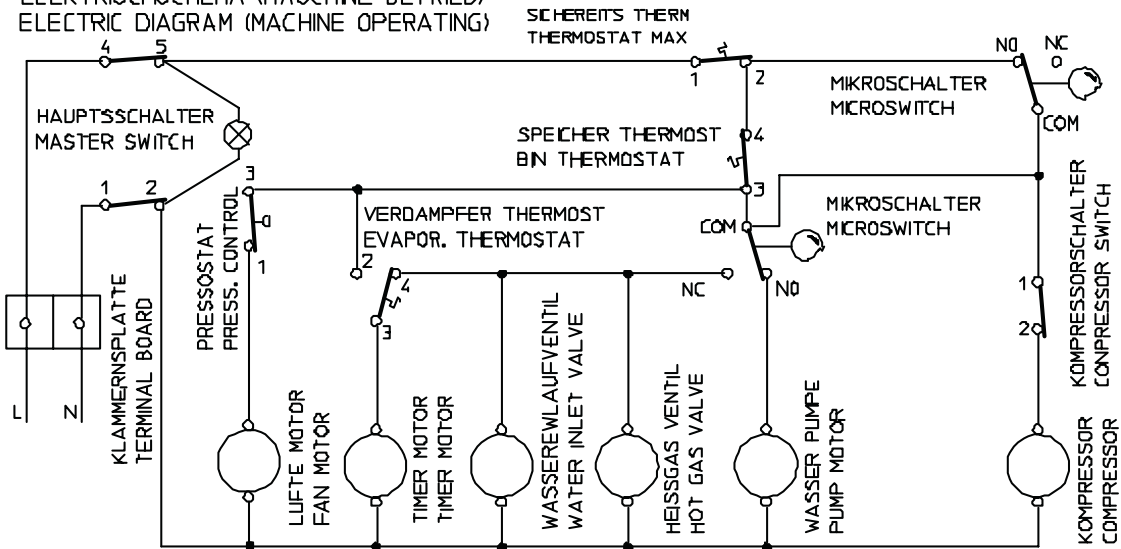 ELECTRIC DIAGRAM (MACHINE OPERATING)
SICHEREITS THERM
THERMOSTAT MAX
4
5
1
2
NO
NC
MIKROSCHALTER
MICROSWITCH
COM
HAUPTSSCHALTER
MASTER SWITCH
SPEICHER THERMOST
BIN THERMOSTAT
4
3
1
2
3
1
PRESSOSTAT
PRESS. CONTROL
VERDAMPFER THERMOST
EVAPOR. THERMOSTAT
2
4
3
COM
MIKROSCHALTER
MICROSWITCH
NC
NO
KOMPRESSORSCHALTER
CONPRESSOR SWITCH
1
2
L
N
KLAMMERNSPLATTE
TERMINAL BOARD
LUFTE MOTOR
FAN MOTOR
TIMER MOTOR
TIMER MOTOR
WASSEREWLAUFVENTIL
WATER INLET VALVE
HEISSGAS VENTIL
HOT GAS VALVE
WASSER PUMPE
PUMP MOTOR
KOMPRESSOR
COMPRESSOR